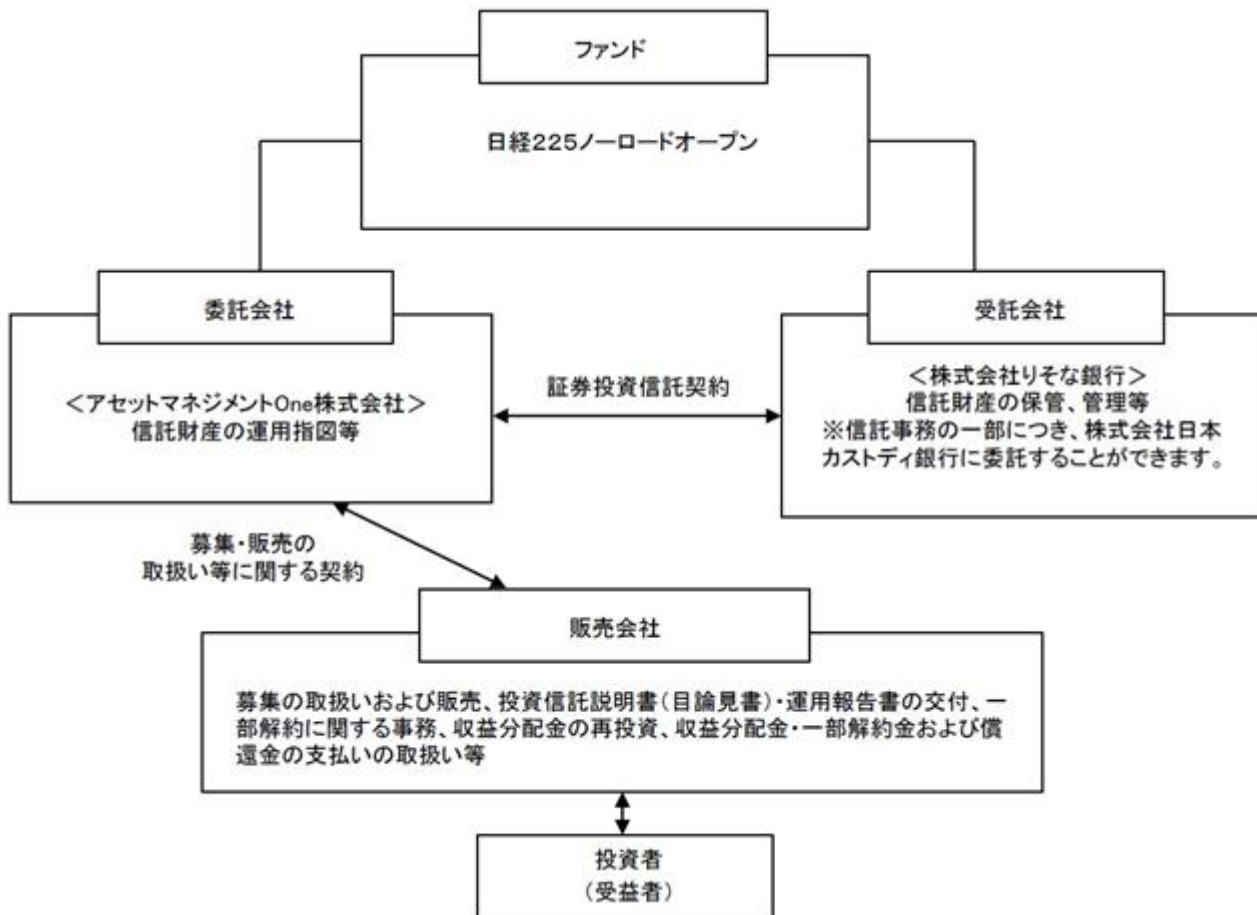 ファンド
日経225ノーロードオープン
委託会社
<アセットマネジメントOne株式会社>
信託財産の運用指図等
証券投資信託契約
受託会社
<株式会社りそな銀行>
信託財産の保管、管理等
※信託事務の一部につき、株式会社日本
カストディ銀行に委託することができます。
募集・販売の
取扱い等に関する契約
販売会社
募集の取扱いおよび販売、投資信託説明書(目論見書)・運用報告書の交付、一
部解約に関する事務、収益分配金の再投資、収益分配金・一部解約金および償
還金の支払いの取扱い等
投資者
(受益者)